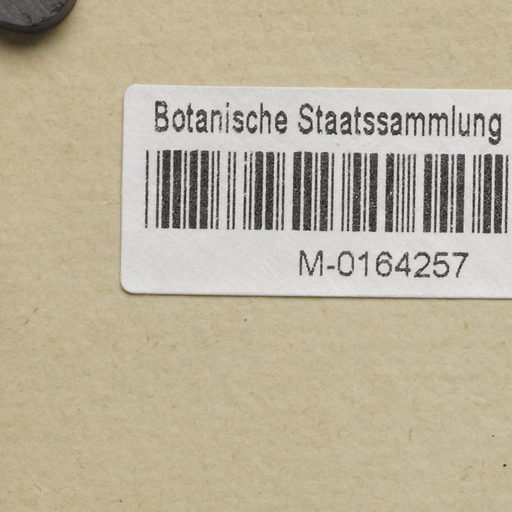 Botanische Staatssammlung
M-0164257